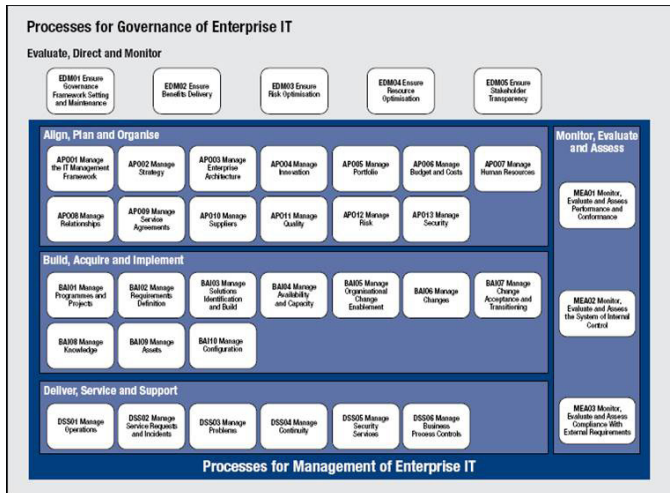 Processes for Governance of Enterprise IT
Evaluate, Direct and Monitor
EDM01 Ensure
Governance
Framework Setting
and Maintenance
EDM02 Ensure
Benefits Delivery
EDM03 Ensure
Risk Optimisation
EDM04 Ensure
Resource
Optimisation
EDM05 Ensure
Stakeholder
Transparency
Align, Plan and Organise
APO01 Manage
the IT Management
Framework
APO02 Manage
Strategy
APO03 Manage
Enterprise
Architecture
APO04 Manage
Innovation
APO05 Manage
Portfolio
APO06 Manage
Budget and Costs
APO07 Manage
Human Resources
APO08 Manage
Relationships
APO09 Manage
Service
Agreements
APO10 Manage
Suppliers
APO11 Manage
Quality
APO12 Manage
Risk
APO13 Manage
Security
Build, Acquire and Implement
BAI01 Manage
Programmes and
Projects
BAI02 Manage
Requirements
Definition
BAI03 Manage
Solutions
Identification
and Build
BAI04 Manage
Availability
and Capacity
BAI05 Manage
Organisational
Change
Enablement
BAI06 Manage
Changes
BAI07 Manage
Change
Acceptance and
Transitioning
BAI08 Manage
Knowledge
BAI09 Manage
Assets
BAI10 Manage
Configuration
Deliver, Service and Support
DSS01 Manage
Operations
DSS02 Manage
Service Requests
and Incidents
DSS03 Manage
Problems
DSS04 Manage
Continuity
DSS05 Manage
Security
Services
DSS06 Manage
Business
Process Controls
Monitor, Evaluate
and Assess
MEA01 Monitor,
Evaluate and Assess
Performance and
Conformance
MEA02 Monitor,
Evaluate and Assess
the System of Internal
Control
MEA03 Monitor,
Evaluate and Assess
Compliance With
External Requirements
Processes for Management of Enterprise IT